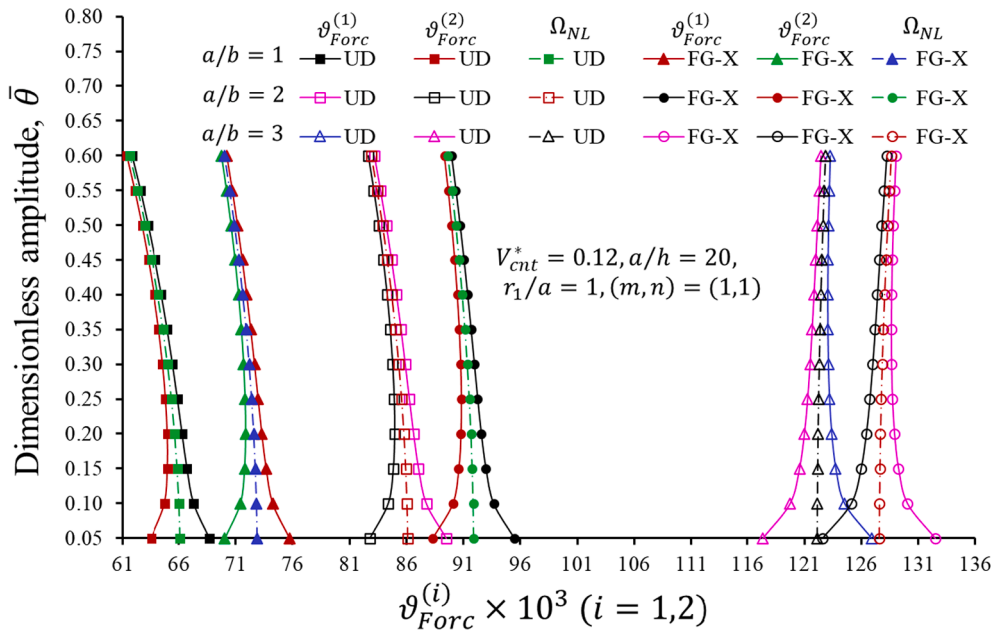 0.80
0.75
0.70
0.65
0.60
0.55
0.50
0.45
0.40
0.35
0.30
0.25
0.20
0.15
0.10
0.05
Dimensionless amplitude, θ̄
ϑ_Forc^(1) ϑ_Forc^(2) Ω_NL ϑ_Forc^(1) ϑ_Forc^(2) Ω_NL
a/b = 1 UD UD UD FG-X FG-X FG-X
a/b = 2 UD UD UD FG-X FG-X FG-X
a/b = 3 UD UD UD FG-X FG-X FG-X
V*_cnt = 0.12, a/h = 20,
r₁/a = 1, (m, n) = (1,1)
61 66 71 76 81 86 91 96 101 106 111 116 121 126 131 136
ϑ_Forc^(i) × 10³ (i = 1,2)